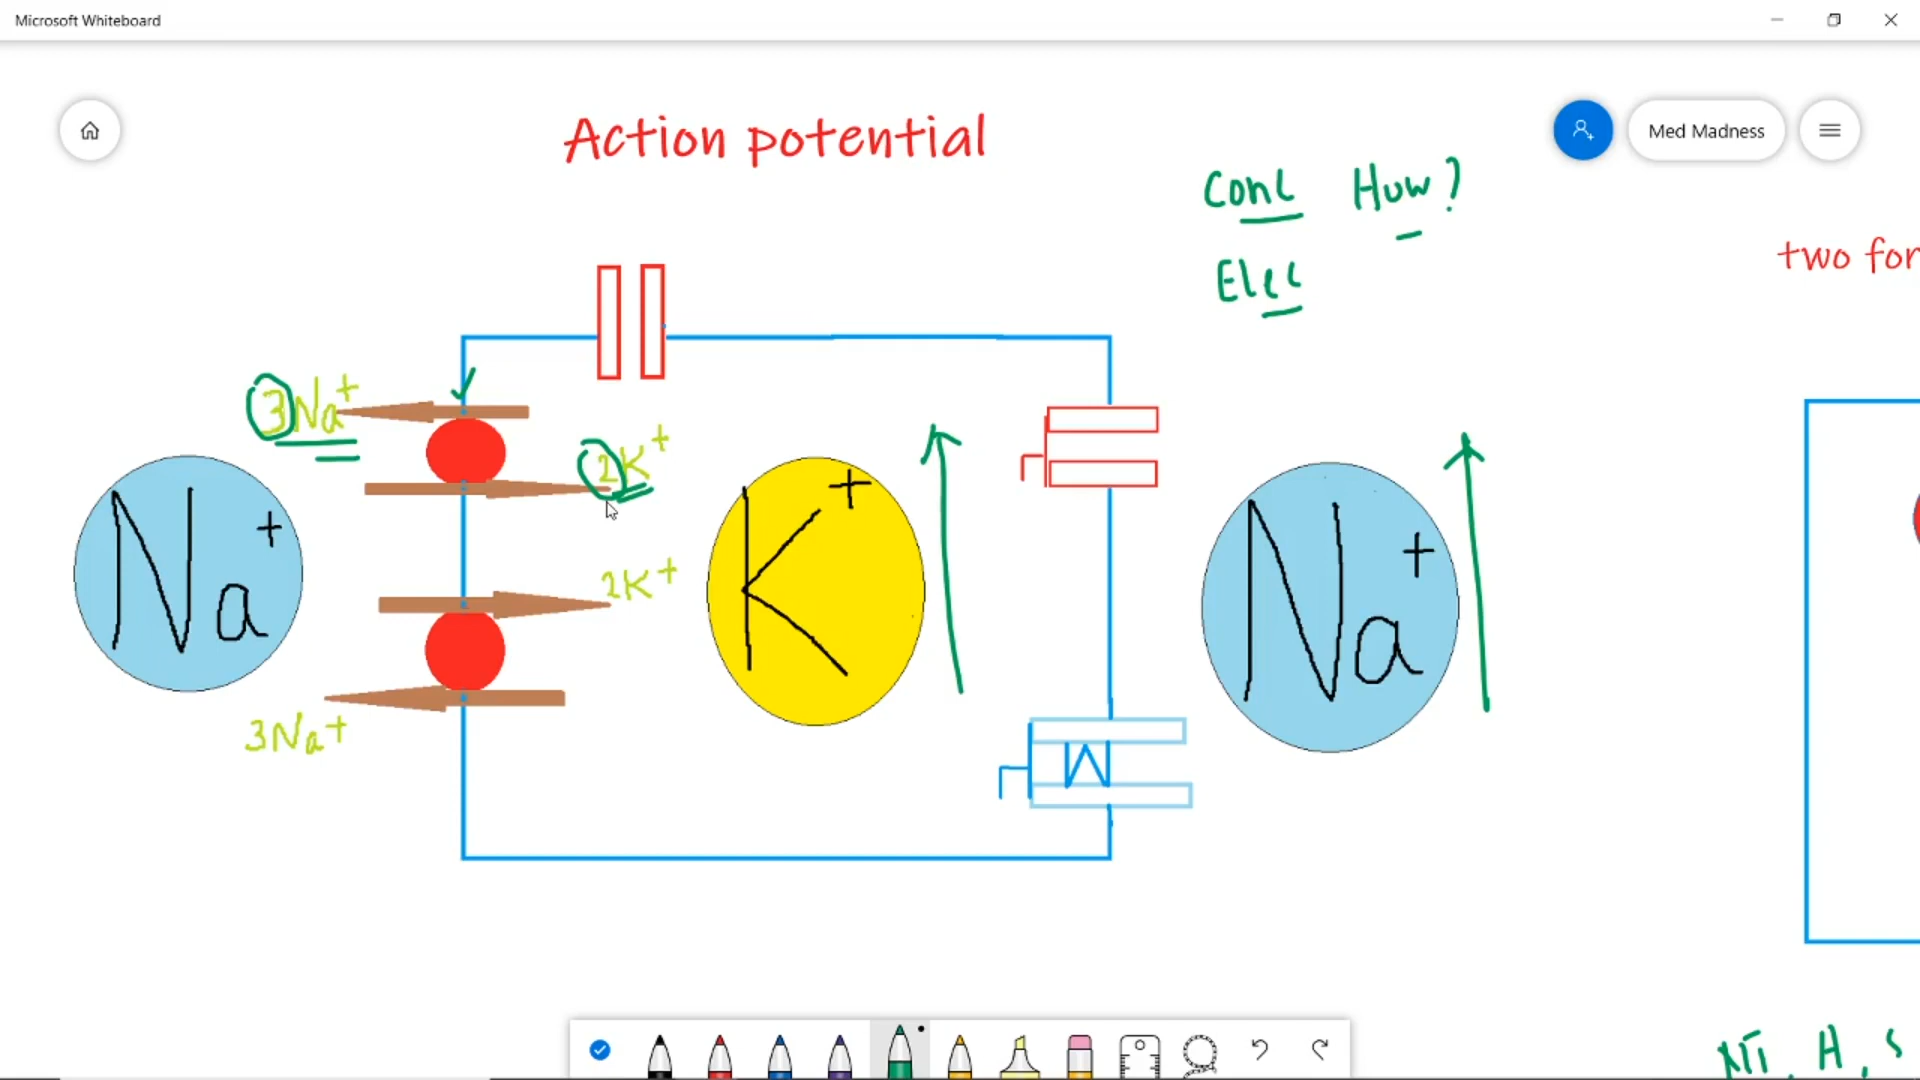 Microsoft Whiteboard
Action potential
Med Madness
Conc How?
Elec
two for
3Na+
2K+
Na+
K+
Na+
2K+
3Na+
H, S